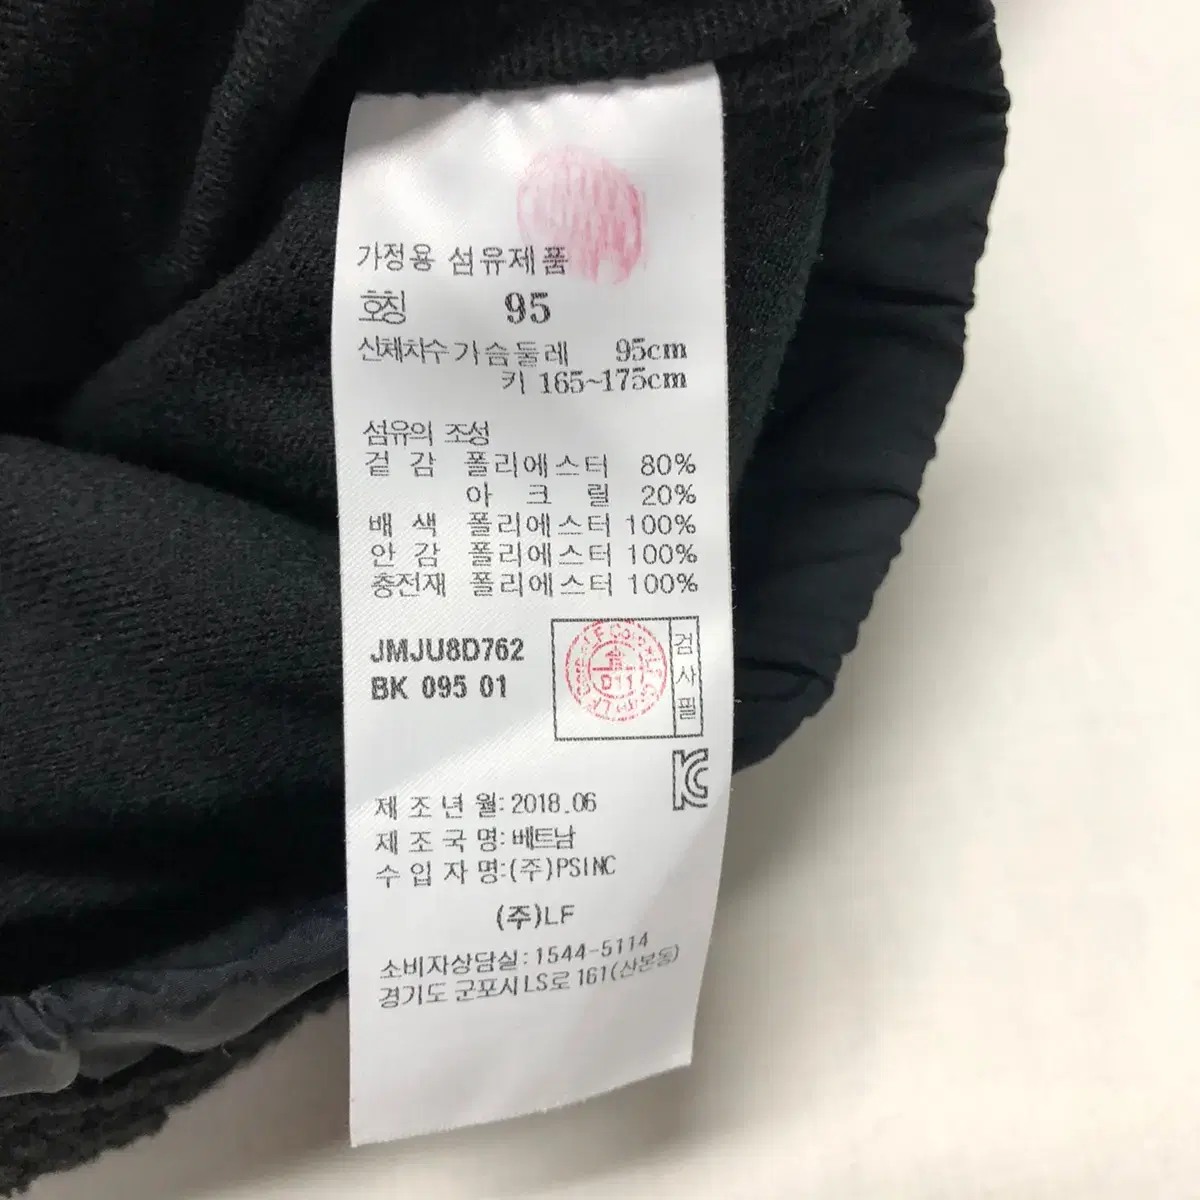 가정용 섬유제품
호칭 95
신체치수 가슴둘레 95cm
키 165~175cm
섬유의 조성
겉감 폴리에스터 80%
아크릴 20%
배색 폴리에스터 100%
안감 폴리에스터 100%
충전재 폴리에스터 100%
JMJU8D762
BK 095 01
D11
검사필
제조년월: 2018.06
제조국명: 베트남
수입자명: (주)PSINC
(주)LF
소비자상담실: 1544-5114
경기도 군포시 LS로 161(산본동)